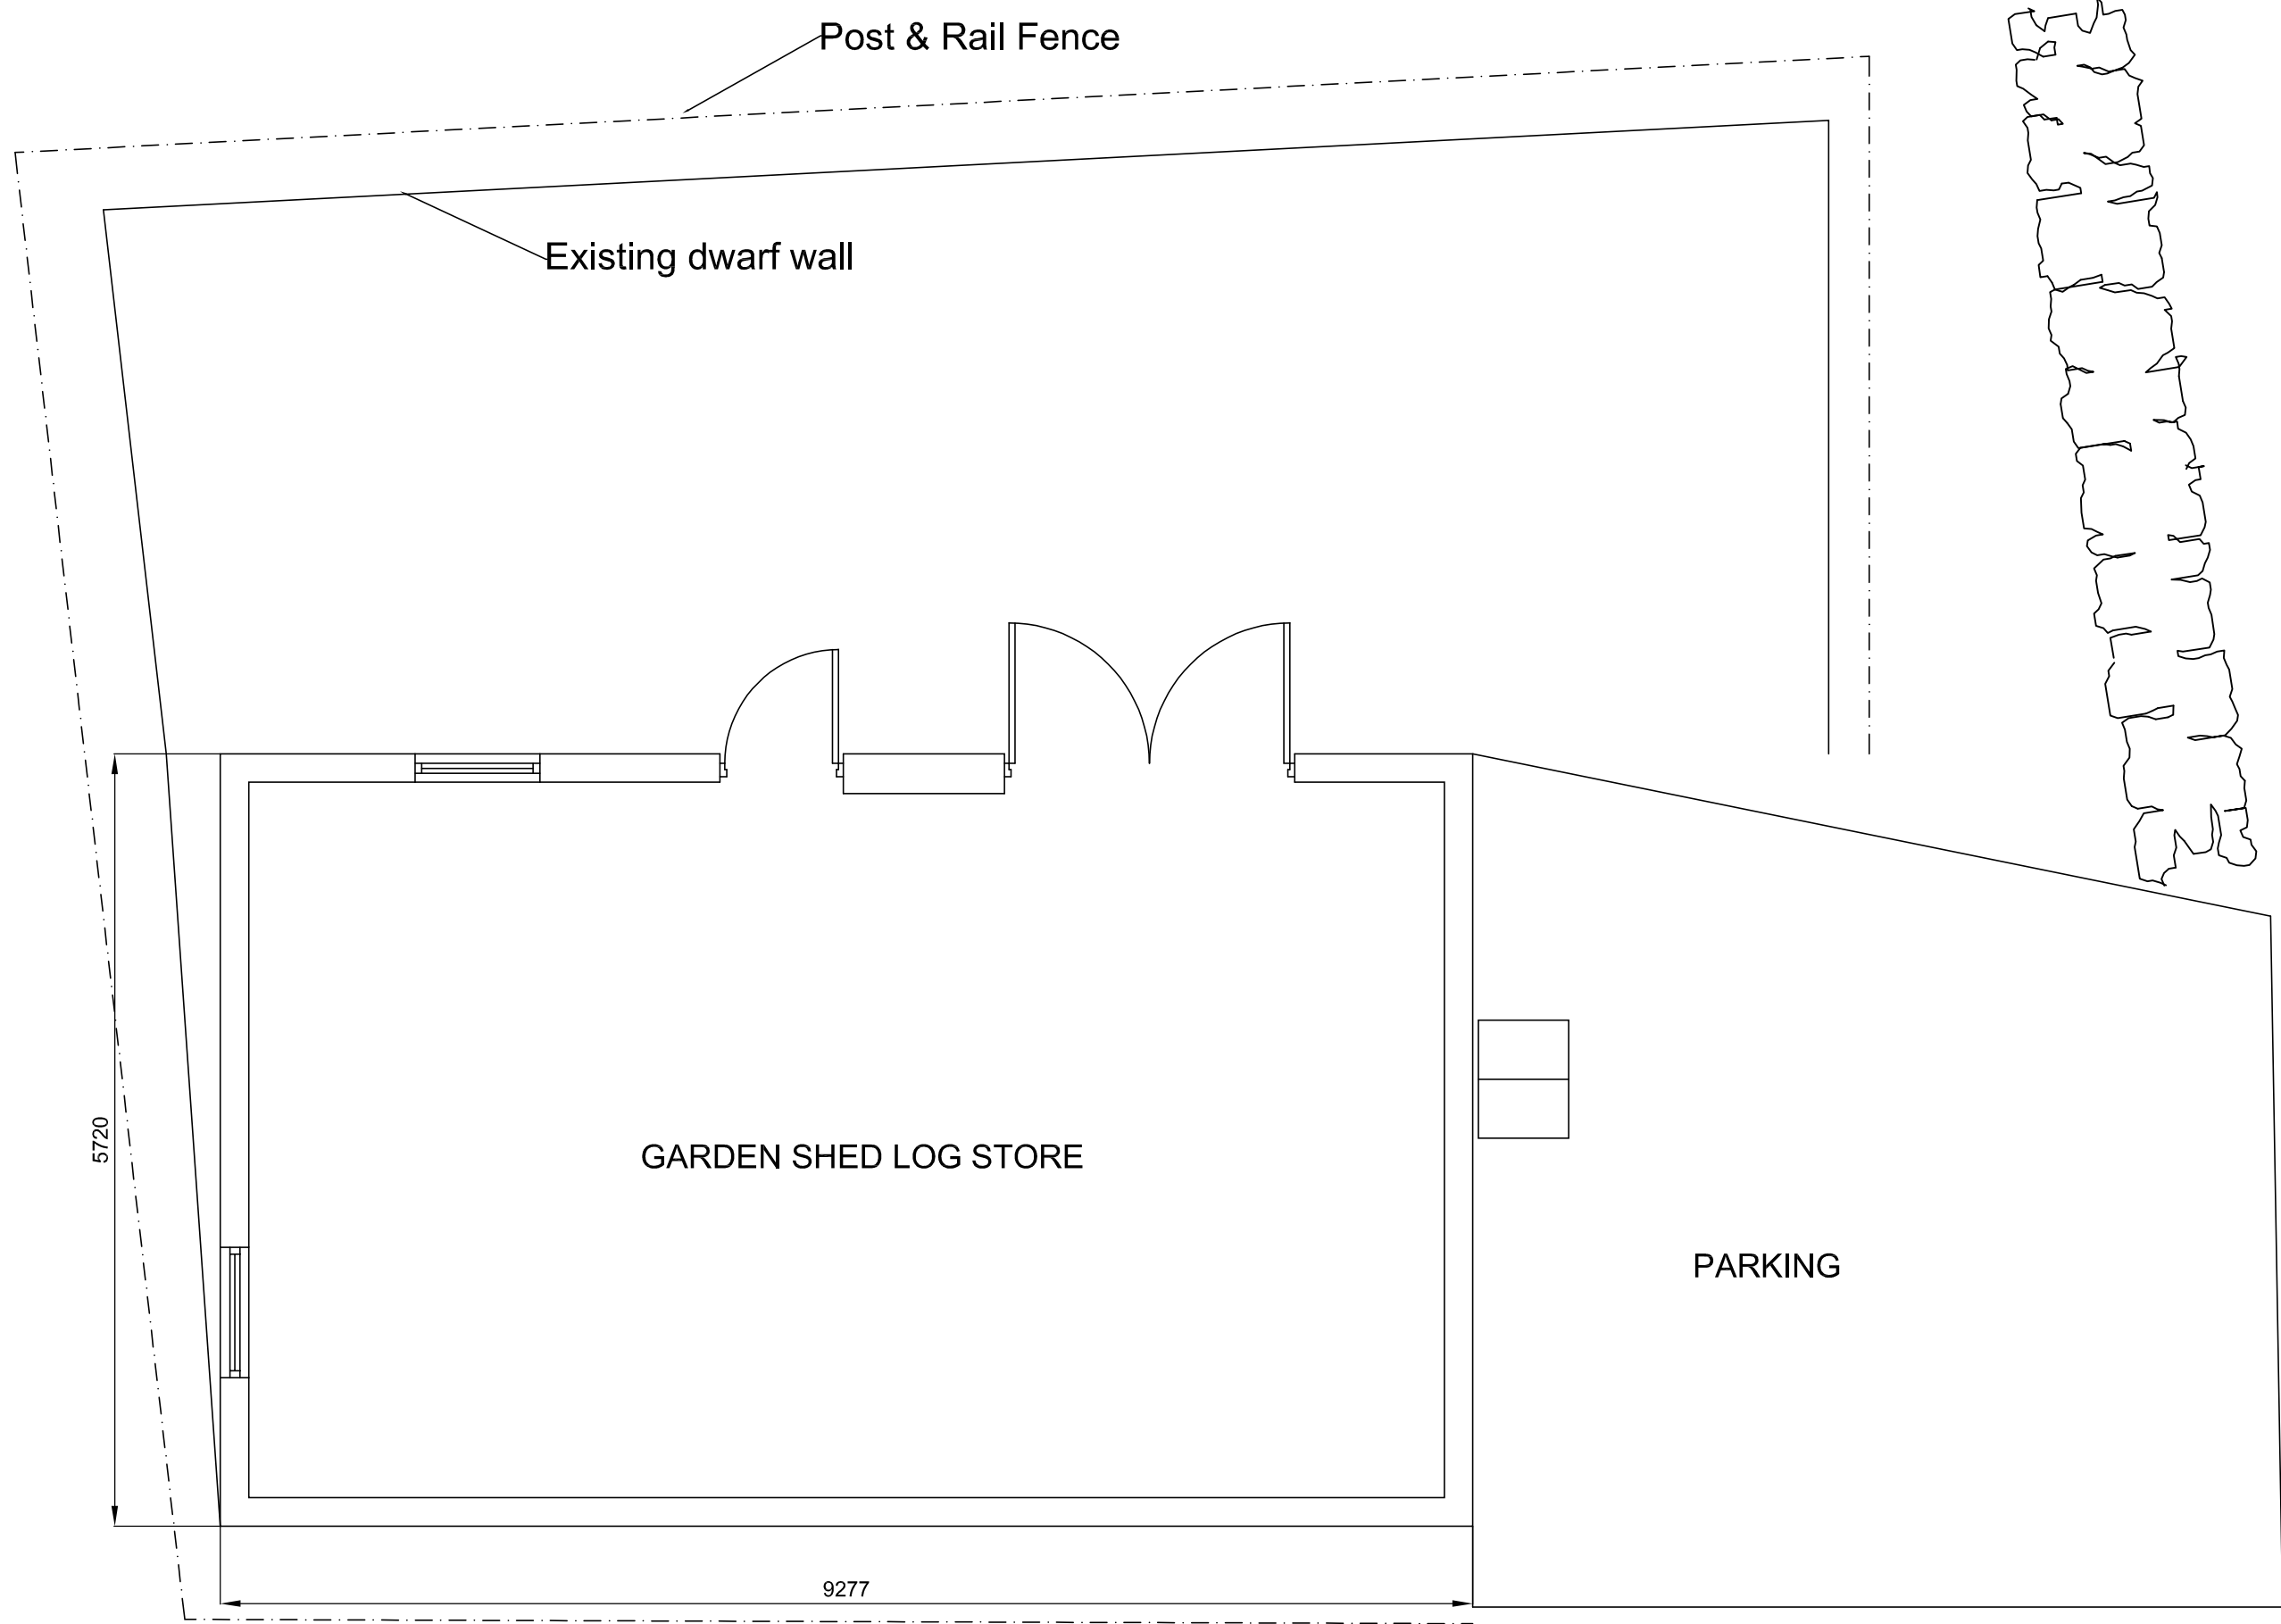 Post & Rail Fence
Existing dwarf wall
5720
GARDEN SHED LOG STORE
PARKING
9277